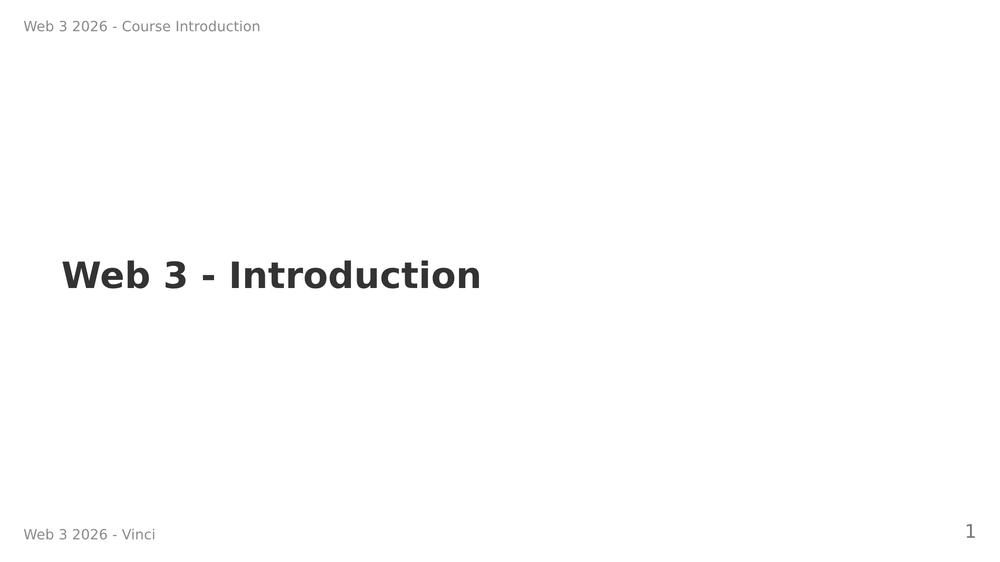 Web 3 2026 - Course Introduction
Web 3 - Introduction
Web 3 2026 - Vinci
1